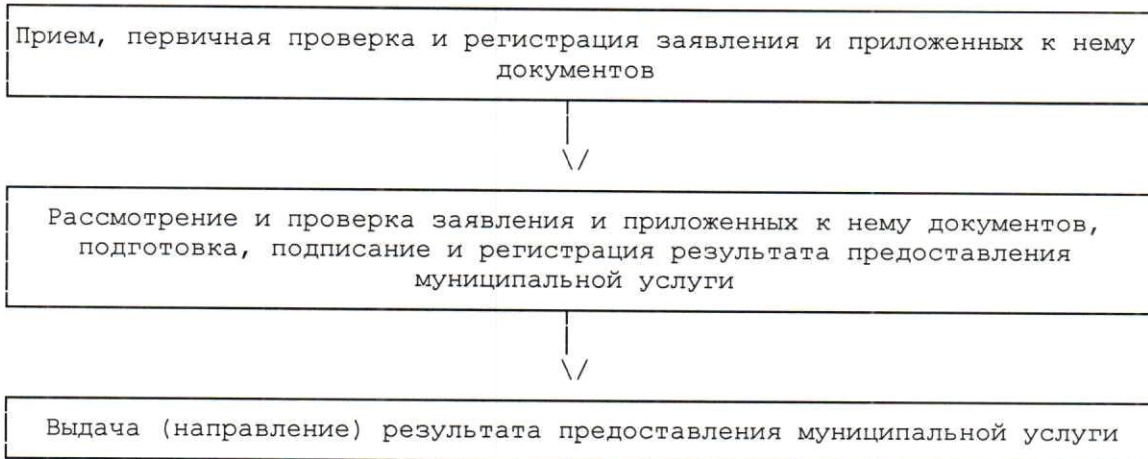 Прием, первичная проверка и регистрация заявления и приложенных к нему
документов
Рассмотрение и проверка заявления и приложенных к нему документов,
подготовка, подписание и регистрация результата предоставления
муниципальной услуги
Выдача (направление) результата предоставления муниципальной услуги